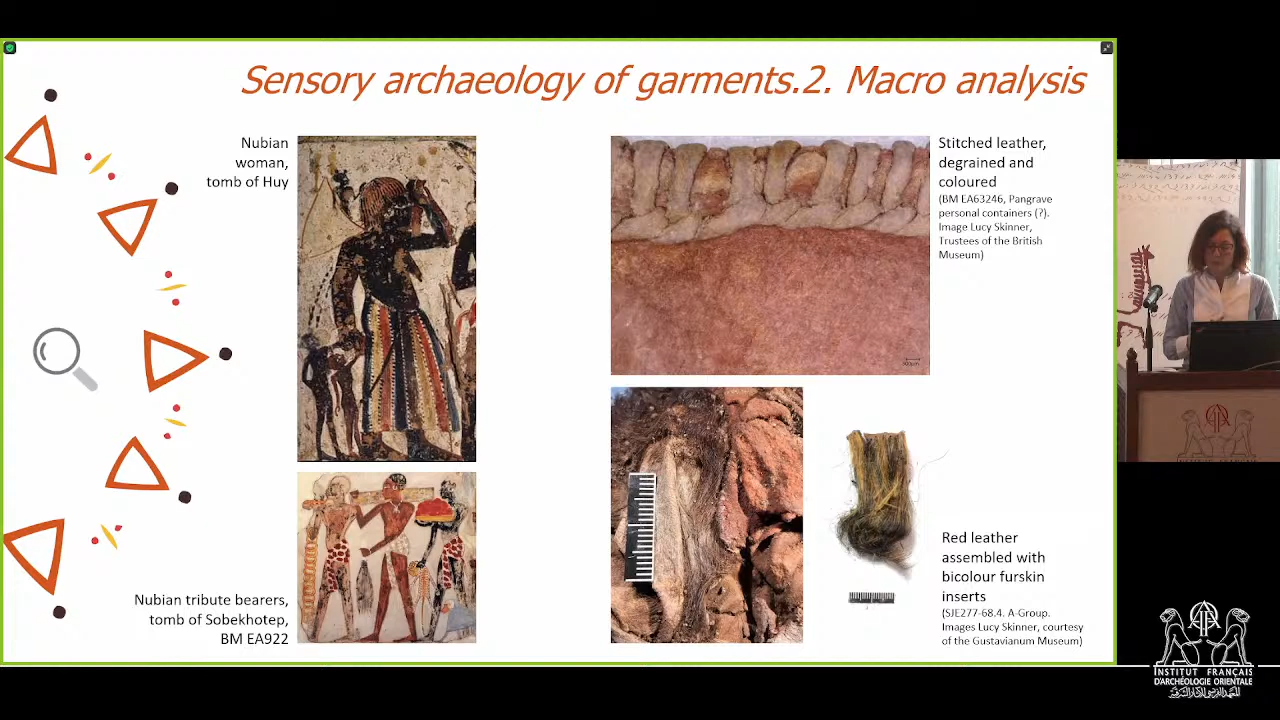 Sensory archaeology of garments.2. Macro analysis
Nubian
woman,
tomb of Huy
Stitched leather,
degrained and
coloured
(BM EA63246, Pangrave
personal containers (?).
Image Lucy Skinner,
Trustees of the British
Museum)
Nubian tribute bearers,
tomb of Sobekhotep,
BM EA922
Red leather
assembled with
bicolour furskin
inserts
(SJE277-68.4. A-Group.
Images Lucy Skinner, courtesy
of the Gustavianum Museum)
INSTITUT FRANÇAIS
D'ARCHÉOLOGIE ORIENTALE